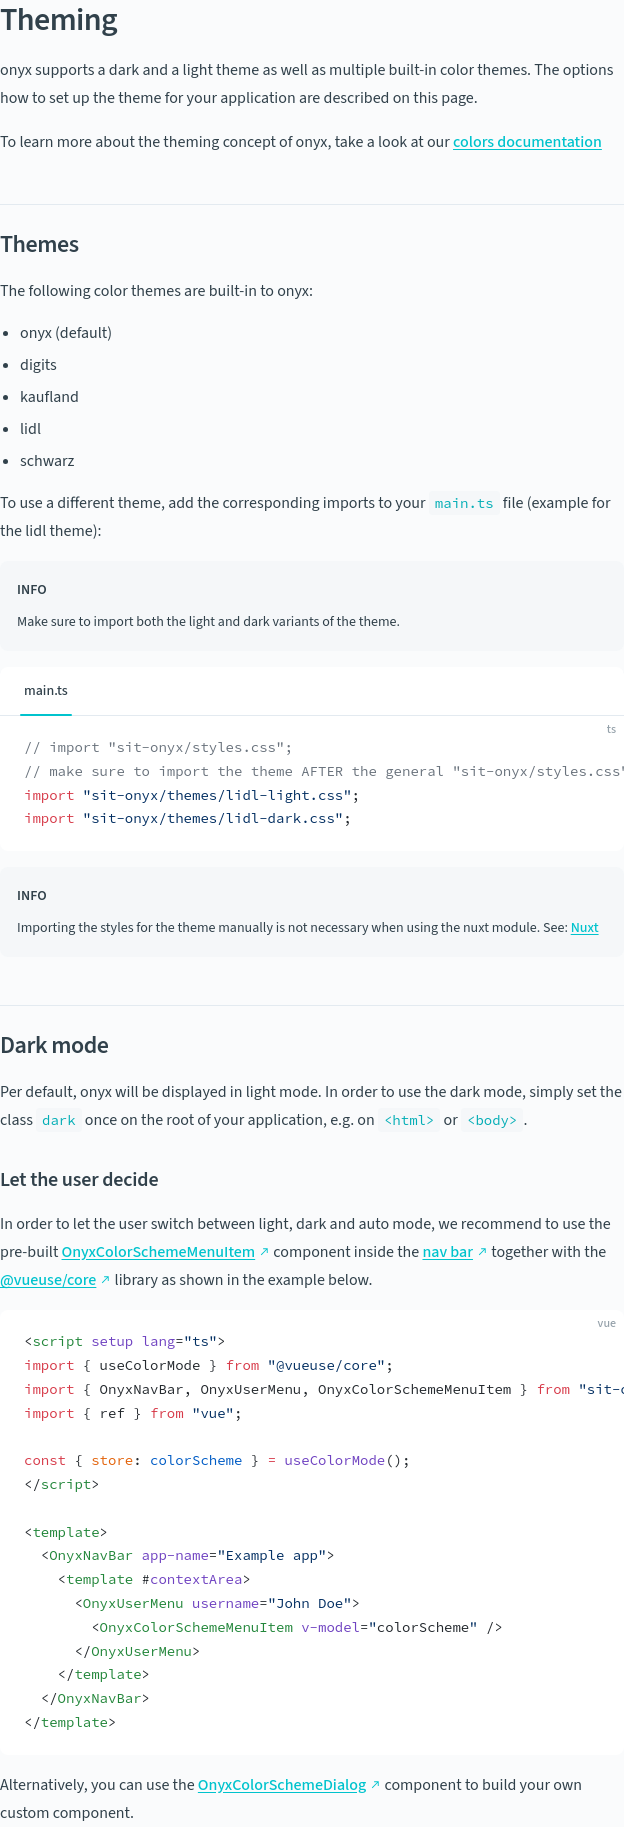 Theming
onyx supports a dark and a light theme as well as multiple built-in color themes. The options
how to set up the theme for your application are described on this page.
To learn more about the theming concept of onyx, take a look at our colors documentation
Themes
The following color themes are built-in to onyx:
• onyx (default)
• digits
• kaufland
• lidl
• schwarz
To use a different theme, add the corresponding imports to your main.ts file (example for
the lidl theme):
INFO
Make sure to import both the light and dark variants of the theme.
main.ts
ts
// import "sit-onyx/styles.css";
// make sure to import the theme AFTER the general "sit-onyx/styles.css"
import "sit-onyx/themes/lidl-light.css";
import "sit-onyx/themes/lidl-dark.css";
INFO
Importing the styles for the theme manually is not necessary when using the nuxt module. See: Nuxt
Dark mode
Per default, onyx will be displayed in light mode. In order to use the dark mode, simply set the
class dark once on the root of your application, e.g. on <html> or <body> .
Let the user decide
In order to let the user switch between light, dark and auto mode, we recommend to use the
pre-built OnyxColorSchemeMenuItem ↗ component inside the nav bar ↗ together with the
@vueuse/core ↗ library as shown in the example below.
vue
<script setup lang="ts">
import { useColorMode } from "@vueuse/core";
import { OnyxNavBar, OnyxUserMenu, OnyxColorSchemeMenuItem } from "sit-o
import { ref } from "vue";
const { store: colorScheme } = useColorMode();
</script>
<template>
  <OnyxNavBar app-name="Example app">
    <template #contextArea>
      <OnyxUserMenu username="John Doe">
        <OnyxColorSchemeMenuItem v-model="colorScheme" />
      </OnyxUserMenu>
    </template>
  </OnyxNavBar>
</template>
Alternatively, you can use the OnyxColorSchemeDialog ↗ component to build your own
custom component.